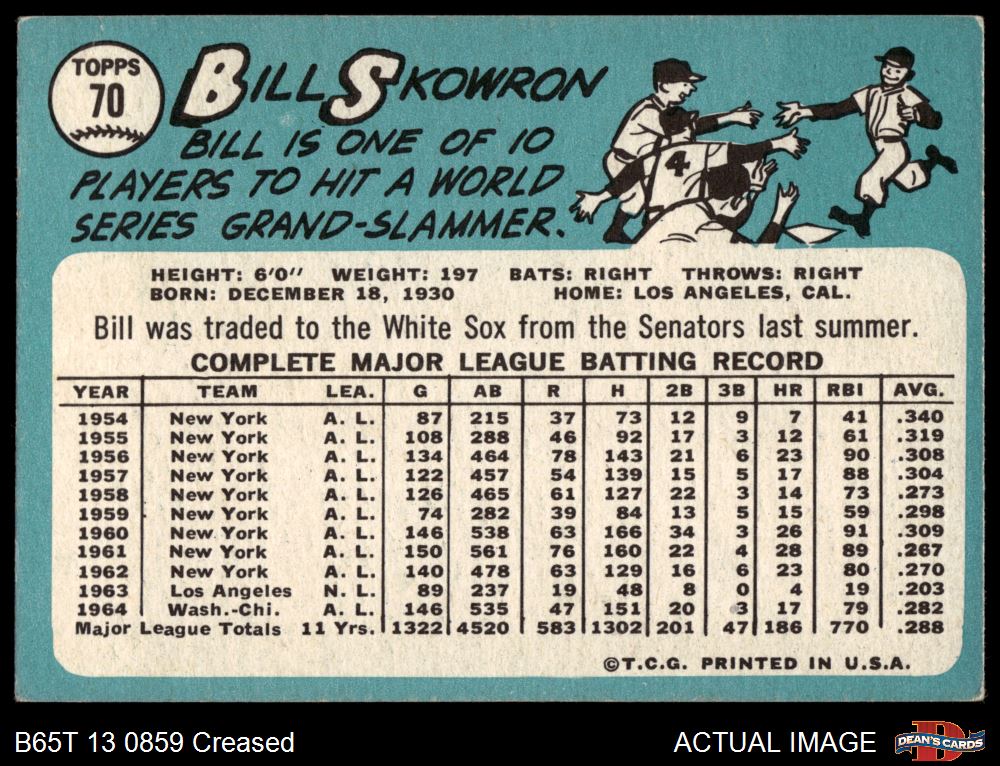 TOPPS
70
BILL SKOWRON
BILL IS ONE OF 10
PLAYERS TO HIT A WORLD
SERIES GRAND-SLAMMER.
4
HEIGHT: 6'0" WEIGHT: 197 BATS: RIGHT THROWS: RIGHT
BORN: DECEMBER 18, 1930 HOME: LOS ANGELES, CAL.
Bill was traded to the White Sox from the Senators last summer.
COMPLETE MAJOR LEAGUE BATTING RECORD
YEAR TEAM LEA. G AB R H 2B 3B HR RBI AVG.
1954 New York A. L. 87 215 37 73 12 9 7 41 .340
1955 New York A. L. 108 288 46 92 17 3 12 61 .319
1956 New York A. L. 134 464 78 143 21 6 23 90 .308
1957 New York A. L. 122 457 54 139 15 5 17 88 .304
1958 New York A. L. 126 465 61 127 22 3 14 73 .273
1959 New York A. L. 74 282 39 84 13 5 15 59 .298
1960 New York A. L. 146 538 63 166 34 3 26 91 .309
1961 New York A. L. 150 561 76 160 22 4 28 89 .267
1962 New York A. L. 140 478 63 129 16 6 23 80 .270
1963 Los Angeles N. L. 89 237 19 48 8 0 4 19 .203
1964 Wash.-Chi. A. L. 146 535 47 151 20 3 17 79 .282
Major League Totals 11 Yrs. 1322 4520 583 1302 201 47 186 770 .288
©T.C.G. PRINTED IN U.S.A.
B65T 13 0859 Creased
ACTUAL IMAGE
D
DEAN'S CARDS